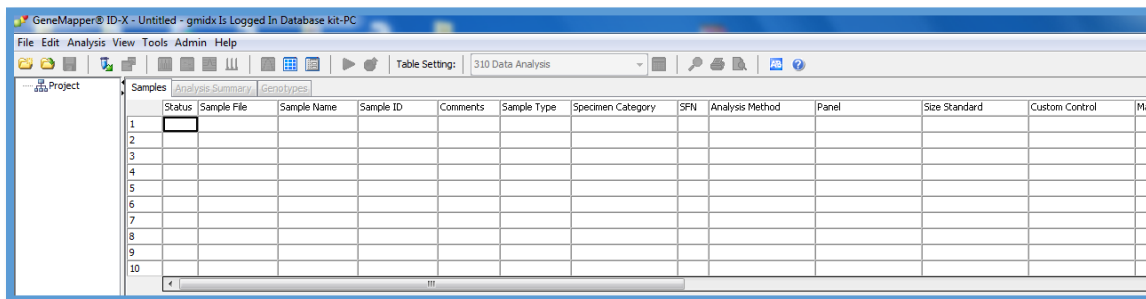 GeneMapper® ID-X - Untitled - gmidx Is Logged In Database kit-PC
File Edit Analysis View Tools Admin Help
Table Setting: 310 Data Analysis
Project
Samples Analysis Summary Genotypes
Status Sample File Sample Name Sample ID Comments Sample Type Specimen Category SFN Analysis Method Panel Size Standard Custom Control Ma
1
2
3
4
5
6
7
8
9
10